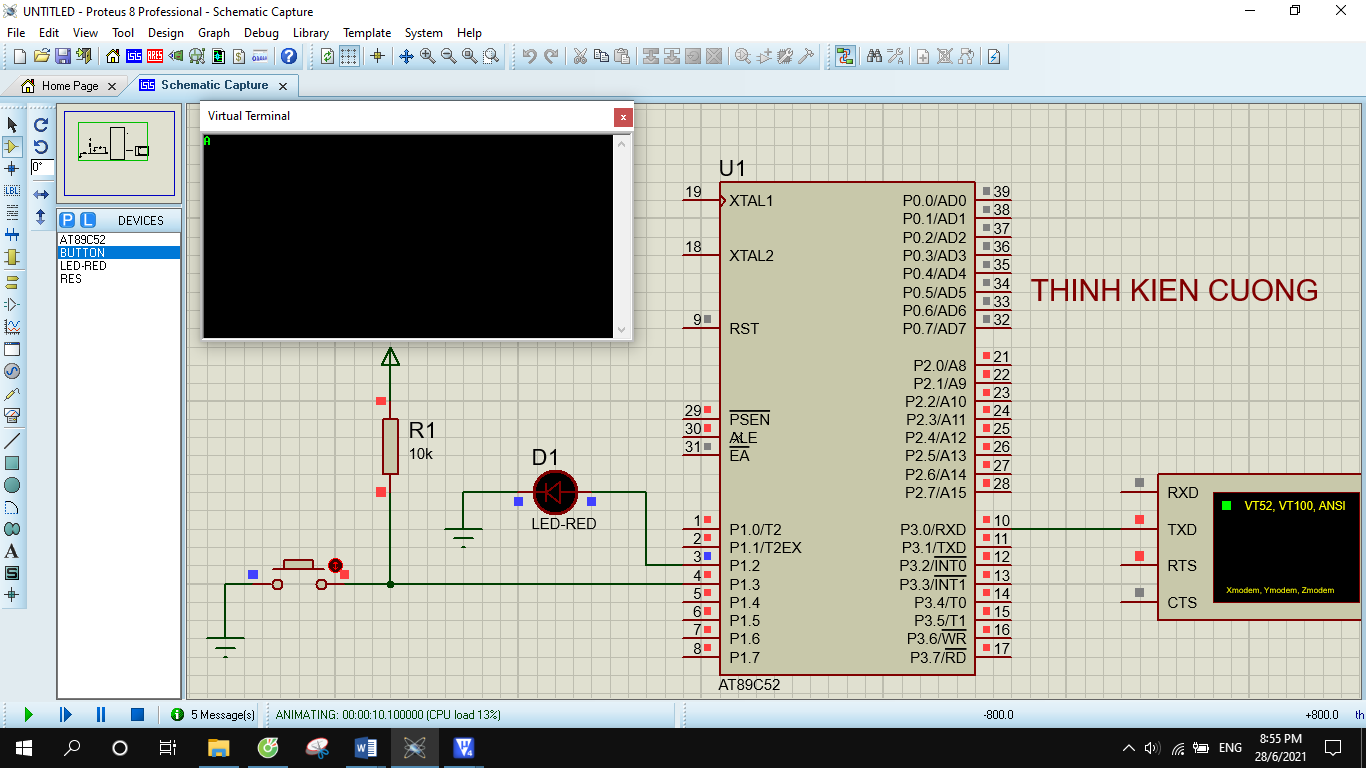 UNTITLED - Proteus 8 Professional - Schematic Capture
File Edit View Tool Design Graph Debug Library Template System Help
Home Page
Schematic Capture
0°
LBL
P L DEVICES
AT89C52
BUTTON
LED-RED
RES
A
S
Virtual Terminal
A
U1
19 XTAL1
18 XTAL2
9 RST
29 PSEN
30 ALE
31 EA
1 P1.0/T2
2 P1.1/T2EX
3 P1.2
4 P1.3
5 P1.4
6 P1.5
7 P1.6
8 P1.7
P0.0/AD0 39
P0.1/AD1 38
P0.2/AD2 37
P0.3/AD3 36
P0.4/AD4 35
P0.5/AD5 34
P0.6/AD6 33
P0.7/AD7 32
P2.0/A8 21
P2.1/A9 22
P2.2/A10 23
P2.3/A11 24
P2.4/A12 25
P2.5/A13 26
P2.6/A14 27
P2.7/A15 28
P3.0/RXD 10
P3.1/TXD 11
P3.2/INT0 12
P3.3/INT1 13
P3.4/T0 14
P3.5/T1 15
P3.6/WR 16
P3.7/RD 17
AT89C52
THINH KIEN CUONG
R1
10k
D1
LED-RED
RXD
TXD
RTS
CTS
VT52, VT100, ANSI
Xmodem, Ymodem, Zmodem
5 Message(s)
ANIMATING: 00:00:10.100000 (CPU load 13%)
-800.0
+800.0
th
ENG
8:55 PM
28/6/2021